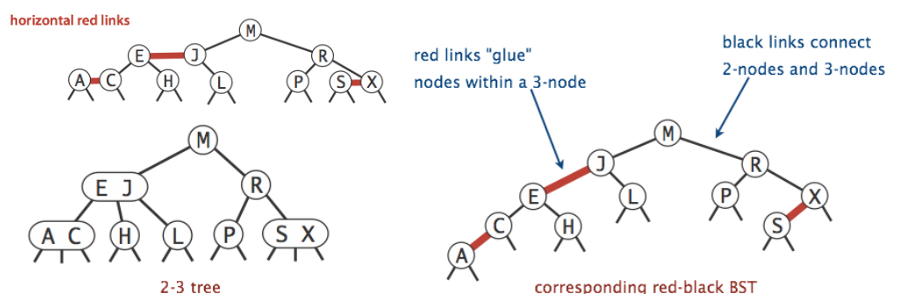 horizontal red links
M
E J R
A C H L P S X
M
E J R
A C H L P S X
2-3 tree
red links "glue"
nodes within a 3-node
black links connect
2-nodes and 3-nodes
M
J R
E L P X
C H S
A
corresponding red-black BST